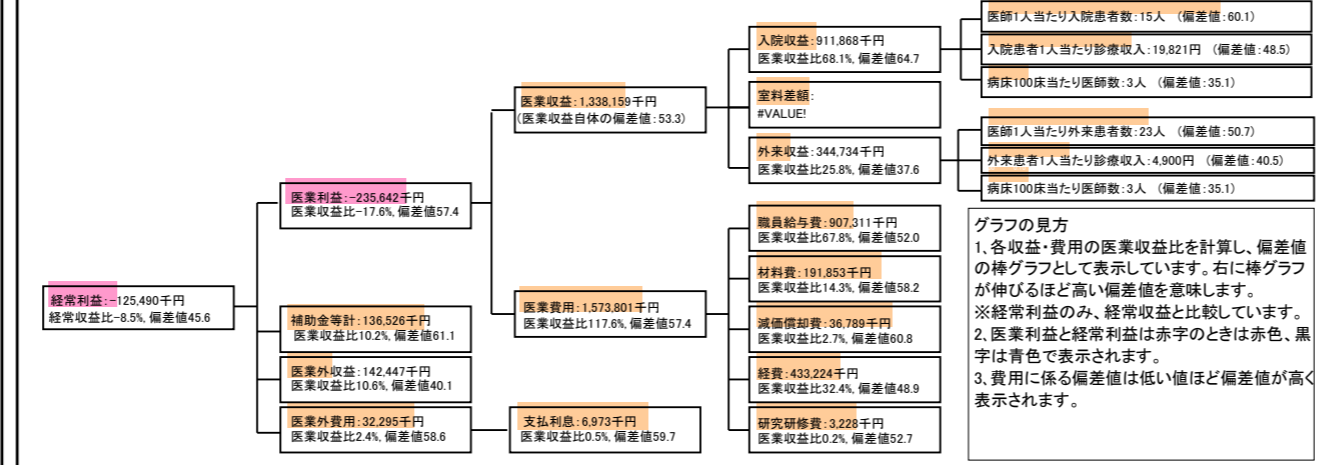 経常利益:-125,490千円
経常収支比-8.5%, 偏差値45.6
医業利益:-235,642千円
医業収益比-17.6%, 偏差値57.4
補助金等計:136,526千円
医業収益比10.2%, 偏差値61.1
医業外収益:142,447千円
医業収益比10.6%, 偏差値40.1
医業外費用:32,295千円
医業収益比2.4%, 偏差値58.6
医業収益:1,338,159千円
(医業収益自体の偏差値:53.3)
医業費用:1,573,801千円
医業収益比117.6%, 偏差値57.4
支払利息:6,973千円
医業収益比0.5%, 偏差値59.7
入院収益:911,868千円
医業収益比68.1%, 偏差値64.7
室料差額:
#VALUE!
外来収益:344,734千円
医業収益比25.8%, 偏差値37.6
職員給与費:907,311千円
医業収益比67.8%, 偏差値52.0
材料費:191,853千円
医業収益比14.3%, 偏差値58.2
減価償却費:36,789千円
医業収益比2.7%, 偏差値60.8
経費:433,224千円
医業収益比32.4%, 偏差値48.9
研究研修費:3,228千円
医業収益比0.2%, 偏差値52.7
医師1人当たり入院患者数:15人 (偏差値:60.1)
入院患者1人当たり診療収入:19,821円 (偏差値:48.5)
病床100床当たり医師数:3人 (偏差値:35.1)
医師1人当たり外来患者数:23人 (偏差値:50.7)
外来患者1人当たり診療収入:4,900円 (偏差値:40.5)
病床100床当たり医師数:3人 (偏差値:35.1)
グラフの見方
1、各収益・費用の医業収益比を計算し、偏差値
の棒グラフとして表示しています。右に棒グラフ
が伸びるほど高い偏差値を意味します。
※経常利益のみ、経常収支と比較しています。
2、医業利益と経常利益は赤字のときは赤色、黒
字は青色で表示されます。
3、費用に係る偏差値は低い値ほど偏差値が高く
表示されます。